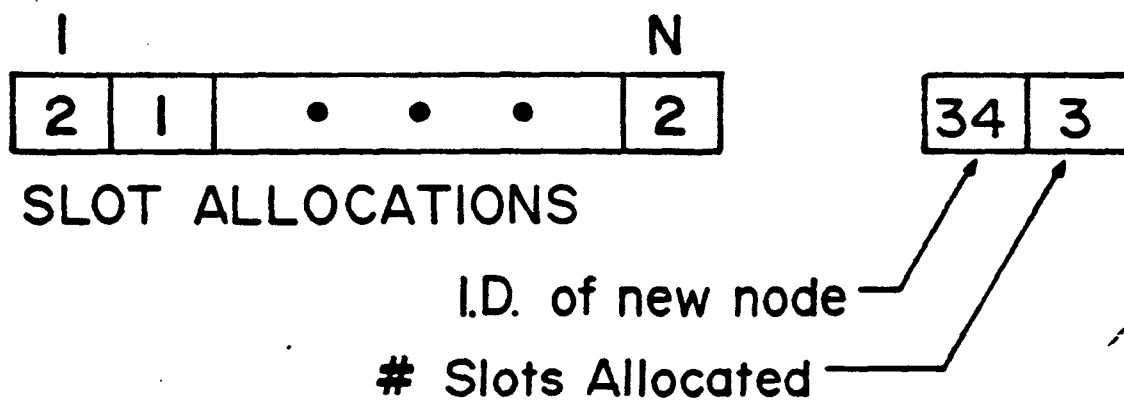 1 N
2 1 • • • 2 34 3
SLOT ALLOCATIONS
I.D. of new node
# Slots Allocated